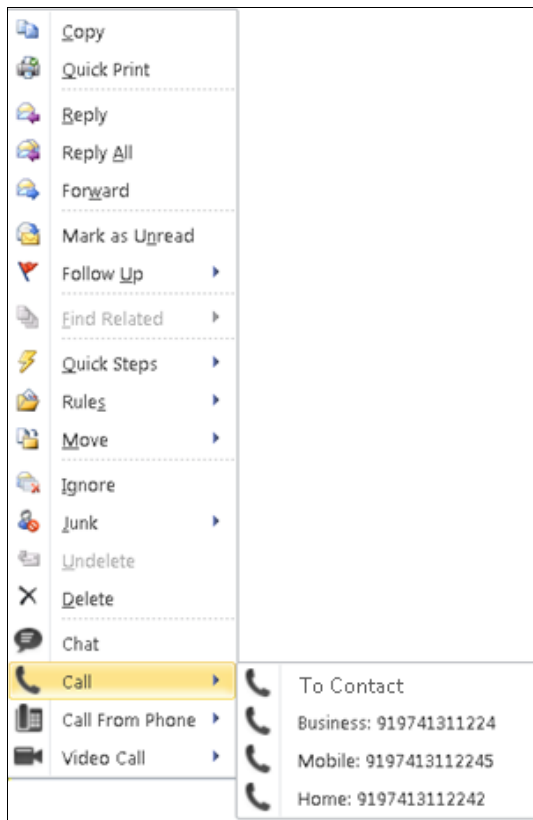 Copy
Quick Print
Reply
Reply All
Forward
Mark as Unread
Follow Up
Find Related
Quick Steps
Rules
Move
Ignore
Junk
Undelete
Delete
Chat
Call
Call From Phone
Video Call
To Contact
Business: 919741311224
Mobile: 9197413112245
Home: 9197413112242